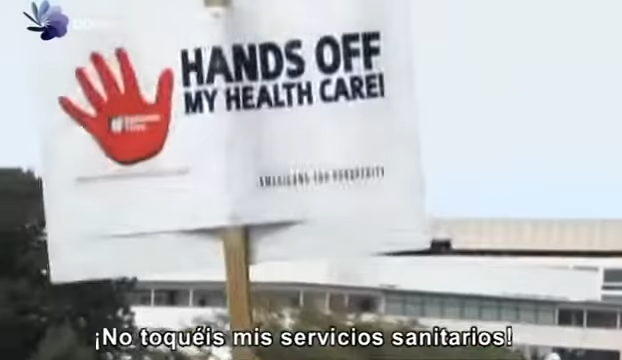 HANDS OFF
MY HEALTH CARE!
AMERICANS FOR PROSPERITY
¡No toquéis mis servicios sanitarios!